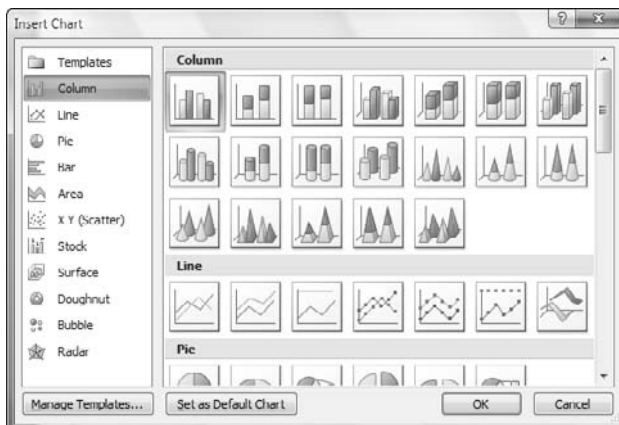 Insert Chart
Templates
Column
Line
Pie
Bar
Area
X Y (Scatter)
Stock
Surface
Doughnut
Bubble
Radar
Column
Line
Pie
Manage Templates...
Set as Default Chart
OK
Cancel